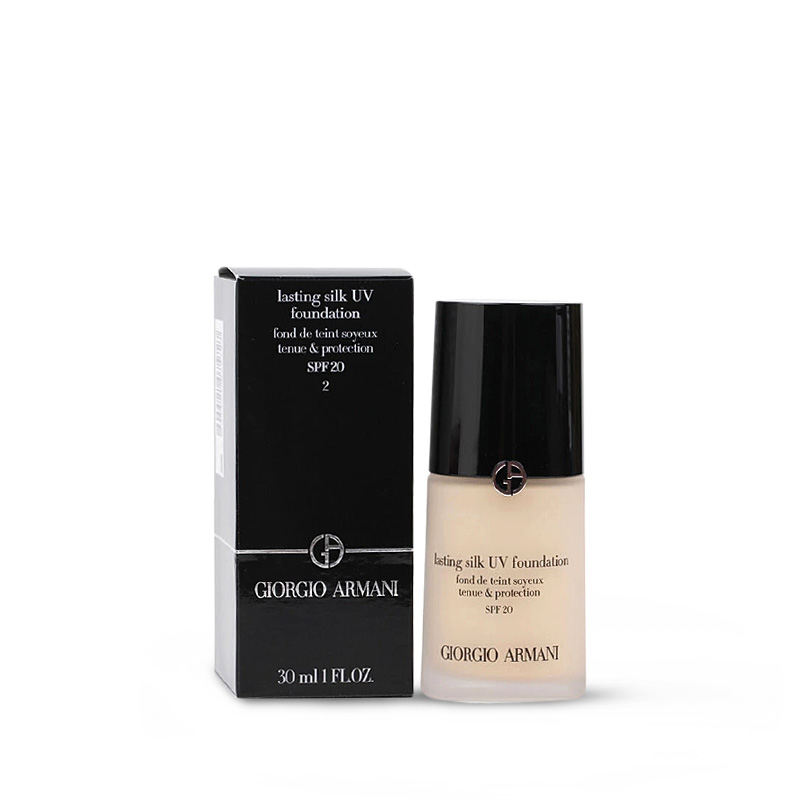 lasting silk UV
foundation
fond de teint soyeux
tenue & protection
SPF 20
2
GIORGIO ARMANI
30 ml 1 FL.OZ.
lasting silk UV foundation
fond de teint soyeux
tenue & protection
SPF 20
GIORGIO ARMANI